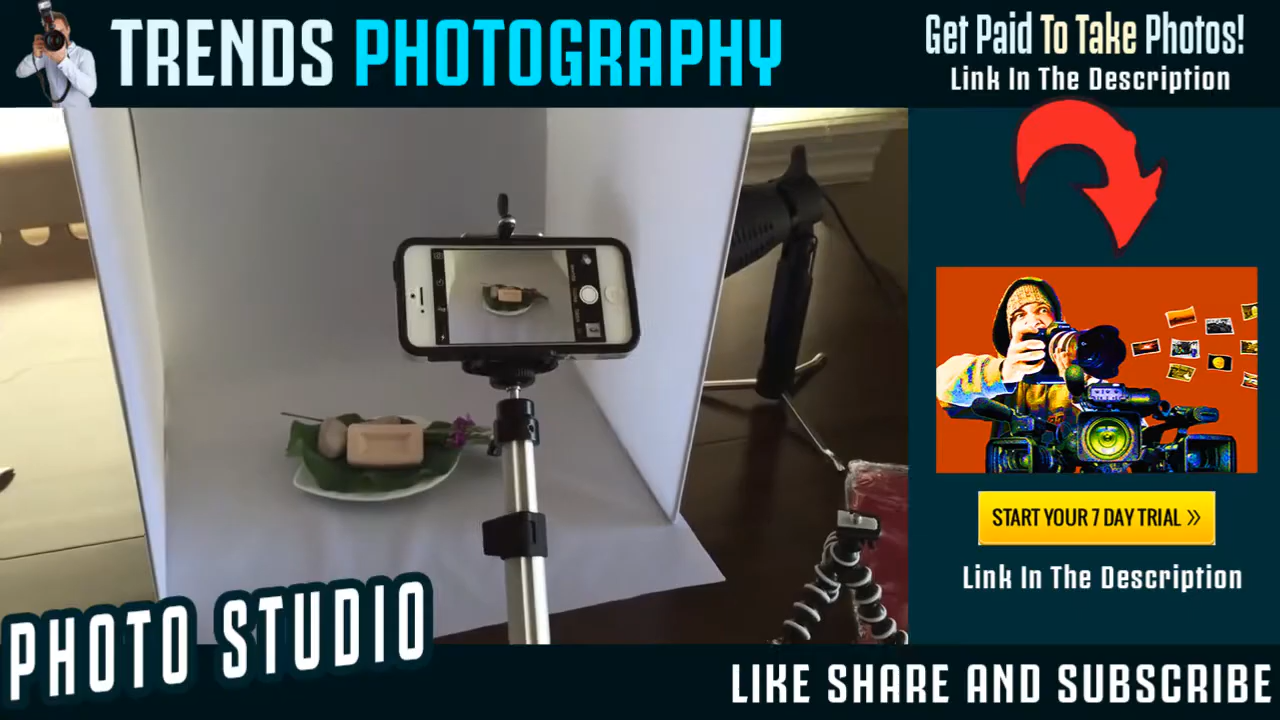 TRENDS PHOTOGRAPHY
Get Paid To Take Photos!
Link In The Description
START YOUR 7 DAY TRIAL »
Link In The Description
PHOTO STUDIO
LIKE SHARE AND SUBSCRIBE